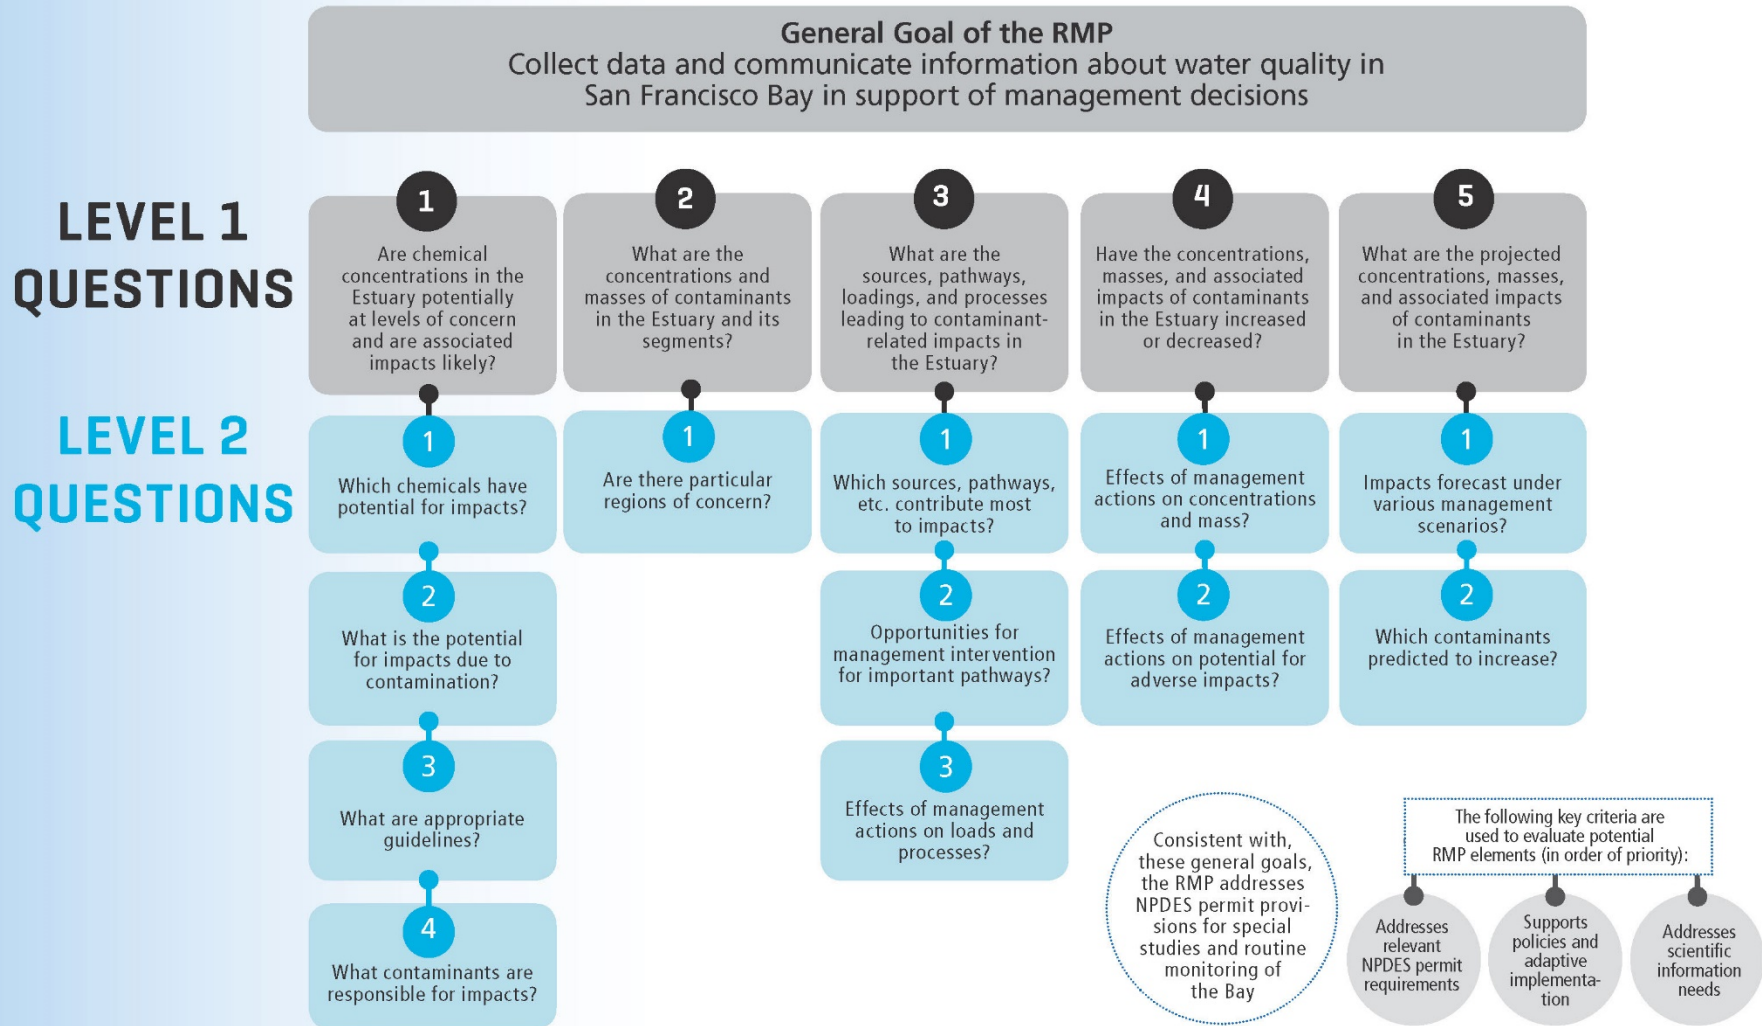 General Goal of the RMP
Collect data and communicate information about water quality in
San Francisco Bay in support of management decisions
LEVEL 1
QUESTIONS
1
Are chemical
concentrations in the
Estuary potentially
at levels of concern
and are associated
impacts likely?
2
What are the
concentrations and
masses of contaminants
in the Estuary and its
segments?
3
What are the
sources, pathways,
loadings, and processes
leading to contaminant-
related impacts in
the Estuary?
4
Have the concentrations,
masses, and associated
impacts of contaminants
in the Estuary increased
or decreased?
5
What are the projected
concentrations, masses,
and associated impacts
of contaminants
in the Estuary?
LEVEL 2
QUESTIONS
1
Which chemicals have
potential for impacts?
2
What is the potential
for impacts due to
contamination?
3
What are appropriate
guidelines?
4
What contaminants are
responsible for impacts?
1
Are there particular
regions of concern?
1
Which sources, pathways,
etc. contribute most
to impacts?
2
Opportunities for
management intervention
for important pathways?
3
Effects of management
actions on loads and
processes?
1
Effects of management
actions on concentrations
and mass?
2
Effects of management
actions on potential for
adverse impacts?
1
Impacts forecast under
various management
scenarios?
2
Which contaminants
predicted to increase?
Consistent with,
these general goals,
the RMP addresses
NPDES permit provi-
sions for special
studies and routine
monitoring of
the Bay
The following key criteria are
used to evaluate potential
RMP elements (in order of priority):
Addresses
relevant
NPDES permit
requirements
Supports
policies and
adaptive
implementa-
tion
Addresses
scientific
information
needs